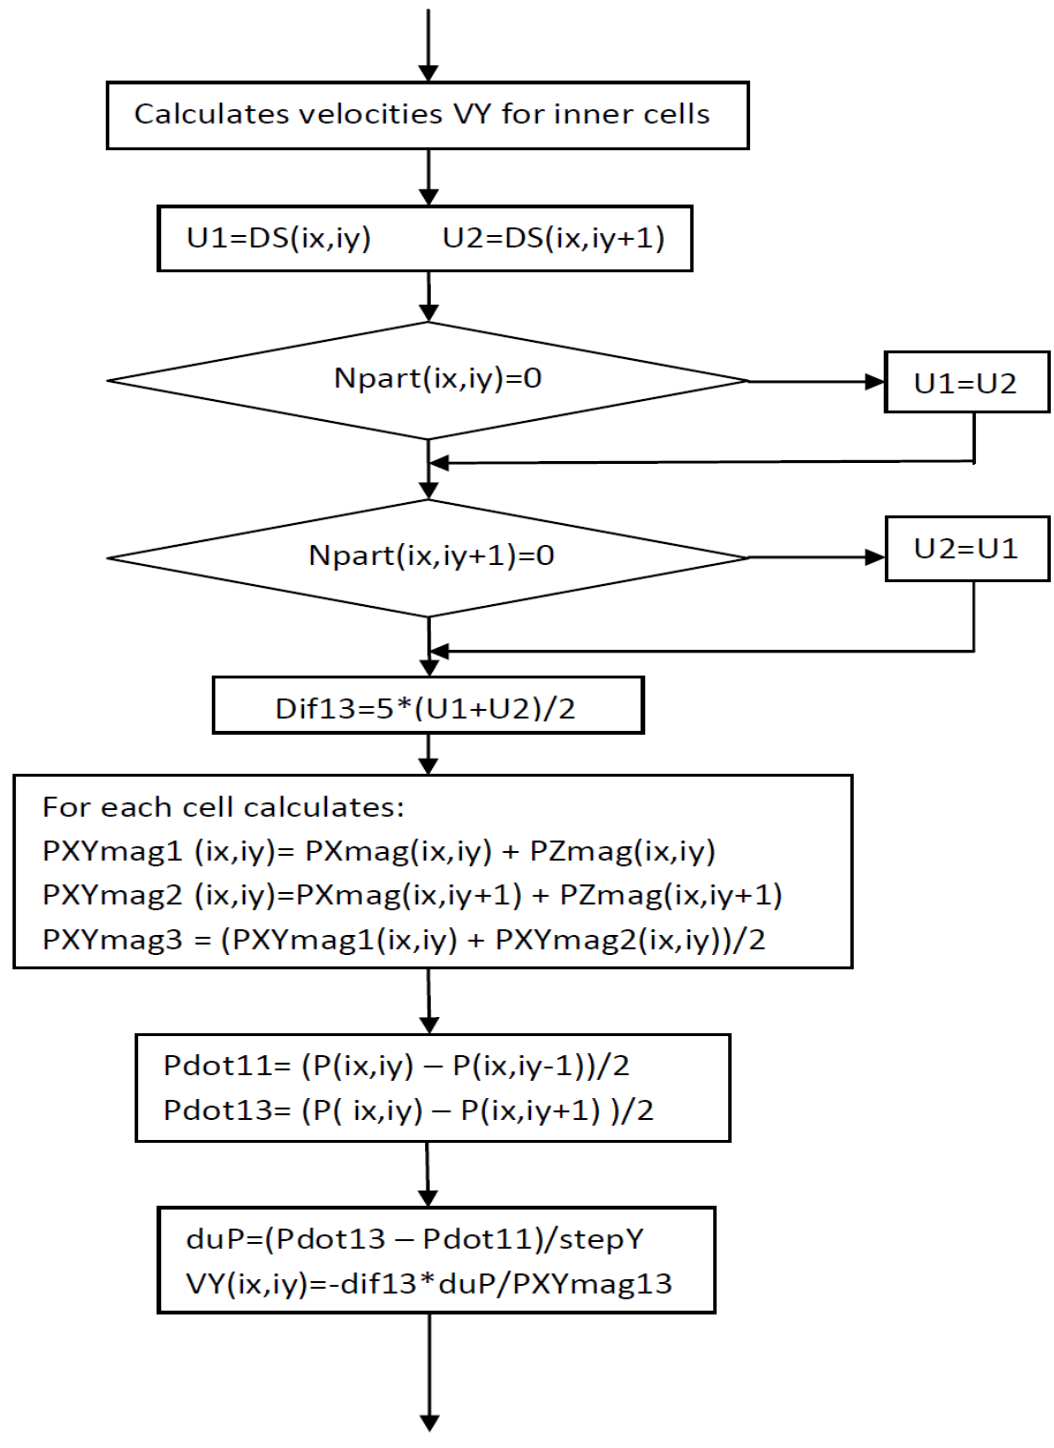 Calculates velocities VY for inner cells
U1=DS(ix,iy) U2=DS(ix,iy+1)
Npart(ix,iy)=0
U1=U2
Npart(ix,iy+1)=0
U2=U1
Dif13=5*(U1+U2)/2
For each cell calculates:
PXYmag1 (ix,iy)= PXmag(ix,iy) + PZmag(ix,iy)
PXYmag2 (ix,iy)=PXmag(ix,iy+1) + PZmag(ix,iy+1)
PXYmag3 = (PXYmag1(ix,iy) + PXYmag2(ix,iy))/2
Pdot11= (P(ix,iy) – P(ix,iy-1))/2
Pdot13= (P( ix,iy) – P(ix,iy+1) )/2
duP=(Pdot13 – Pdot11)/stepY
VY(ix,iy)=-dif13*duP/PXYmag13